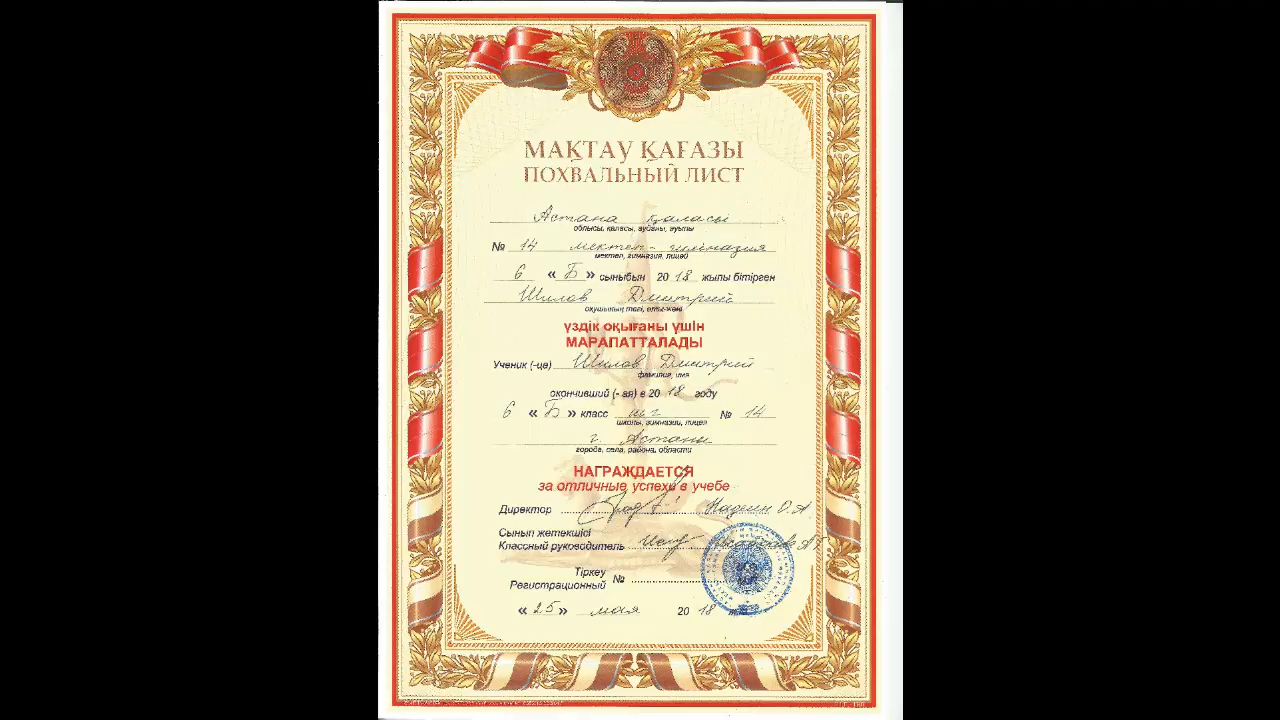 МАҚТАУ ҚАҒАЗЫ
ПОХВАЛЬНЫЙ ЛИСТ
Астана қаласы
облысы, қаласы, ауданы, ауылы
№ 14 мектеп - гимназия
мектеп, гимназия, лицей
6 « Б » сыныбын 20 18 жылы бітірген
Шилов Дмитрий
оқушының тегі, аты-жөні
үздік оқығаны үшін
МАРАПАТТАЛАДЫ
Ученик (-ца) Шилов Дмитрий
фамилия, имя
окончивший (- ая) в 20 18 году
6 « Б » класс шг № 14
школы, гимназии, лицея
г. Астаны
города, села, района, области
НАГРАЖДАЕТСЯ
за отличные успехи в учебе
Директор О.А.
Сынып жетекшісі
Классный руководитель
Тіркеу
Регистрационный №
« 25 » мая 20 18